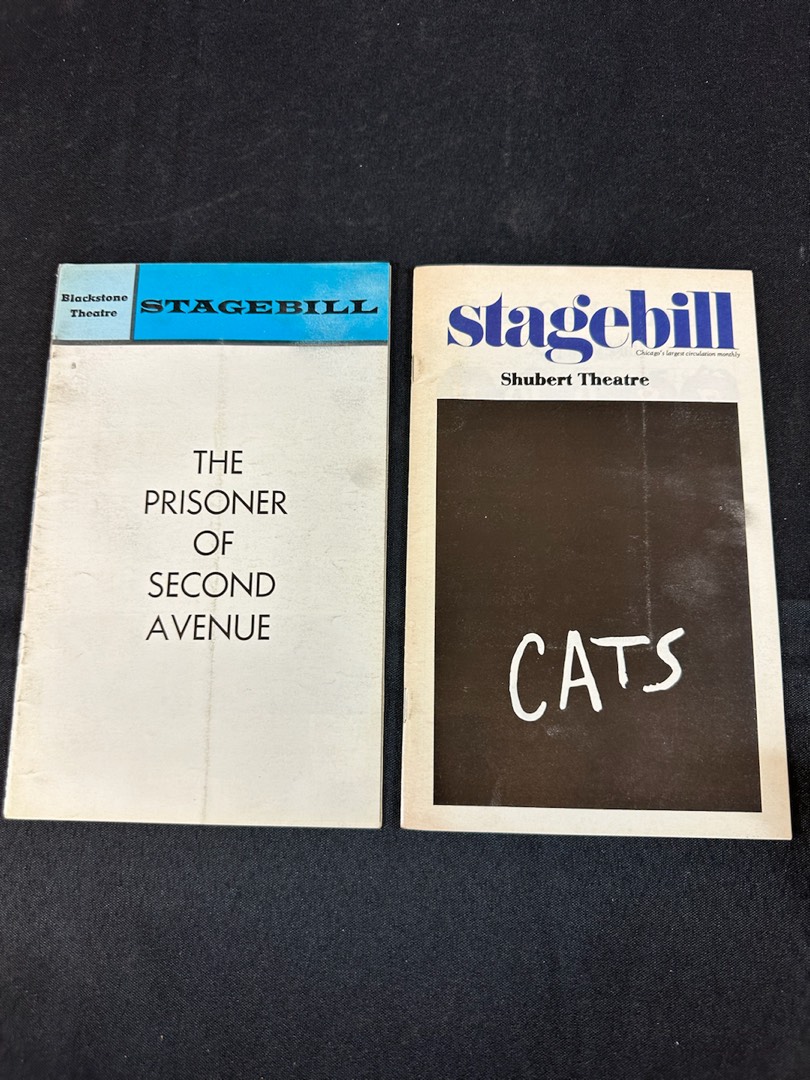 Blackstone
Theatre
STAGEBILL
THE
PRISONER
OF
SECOND
AVENUE
stagebill
Chicago's largest circulation monthly
Shubert Theatre
CATS